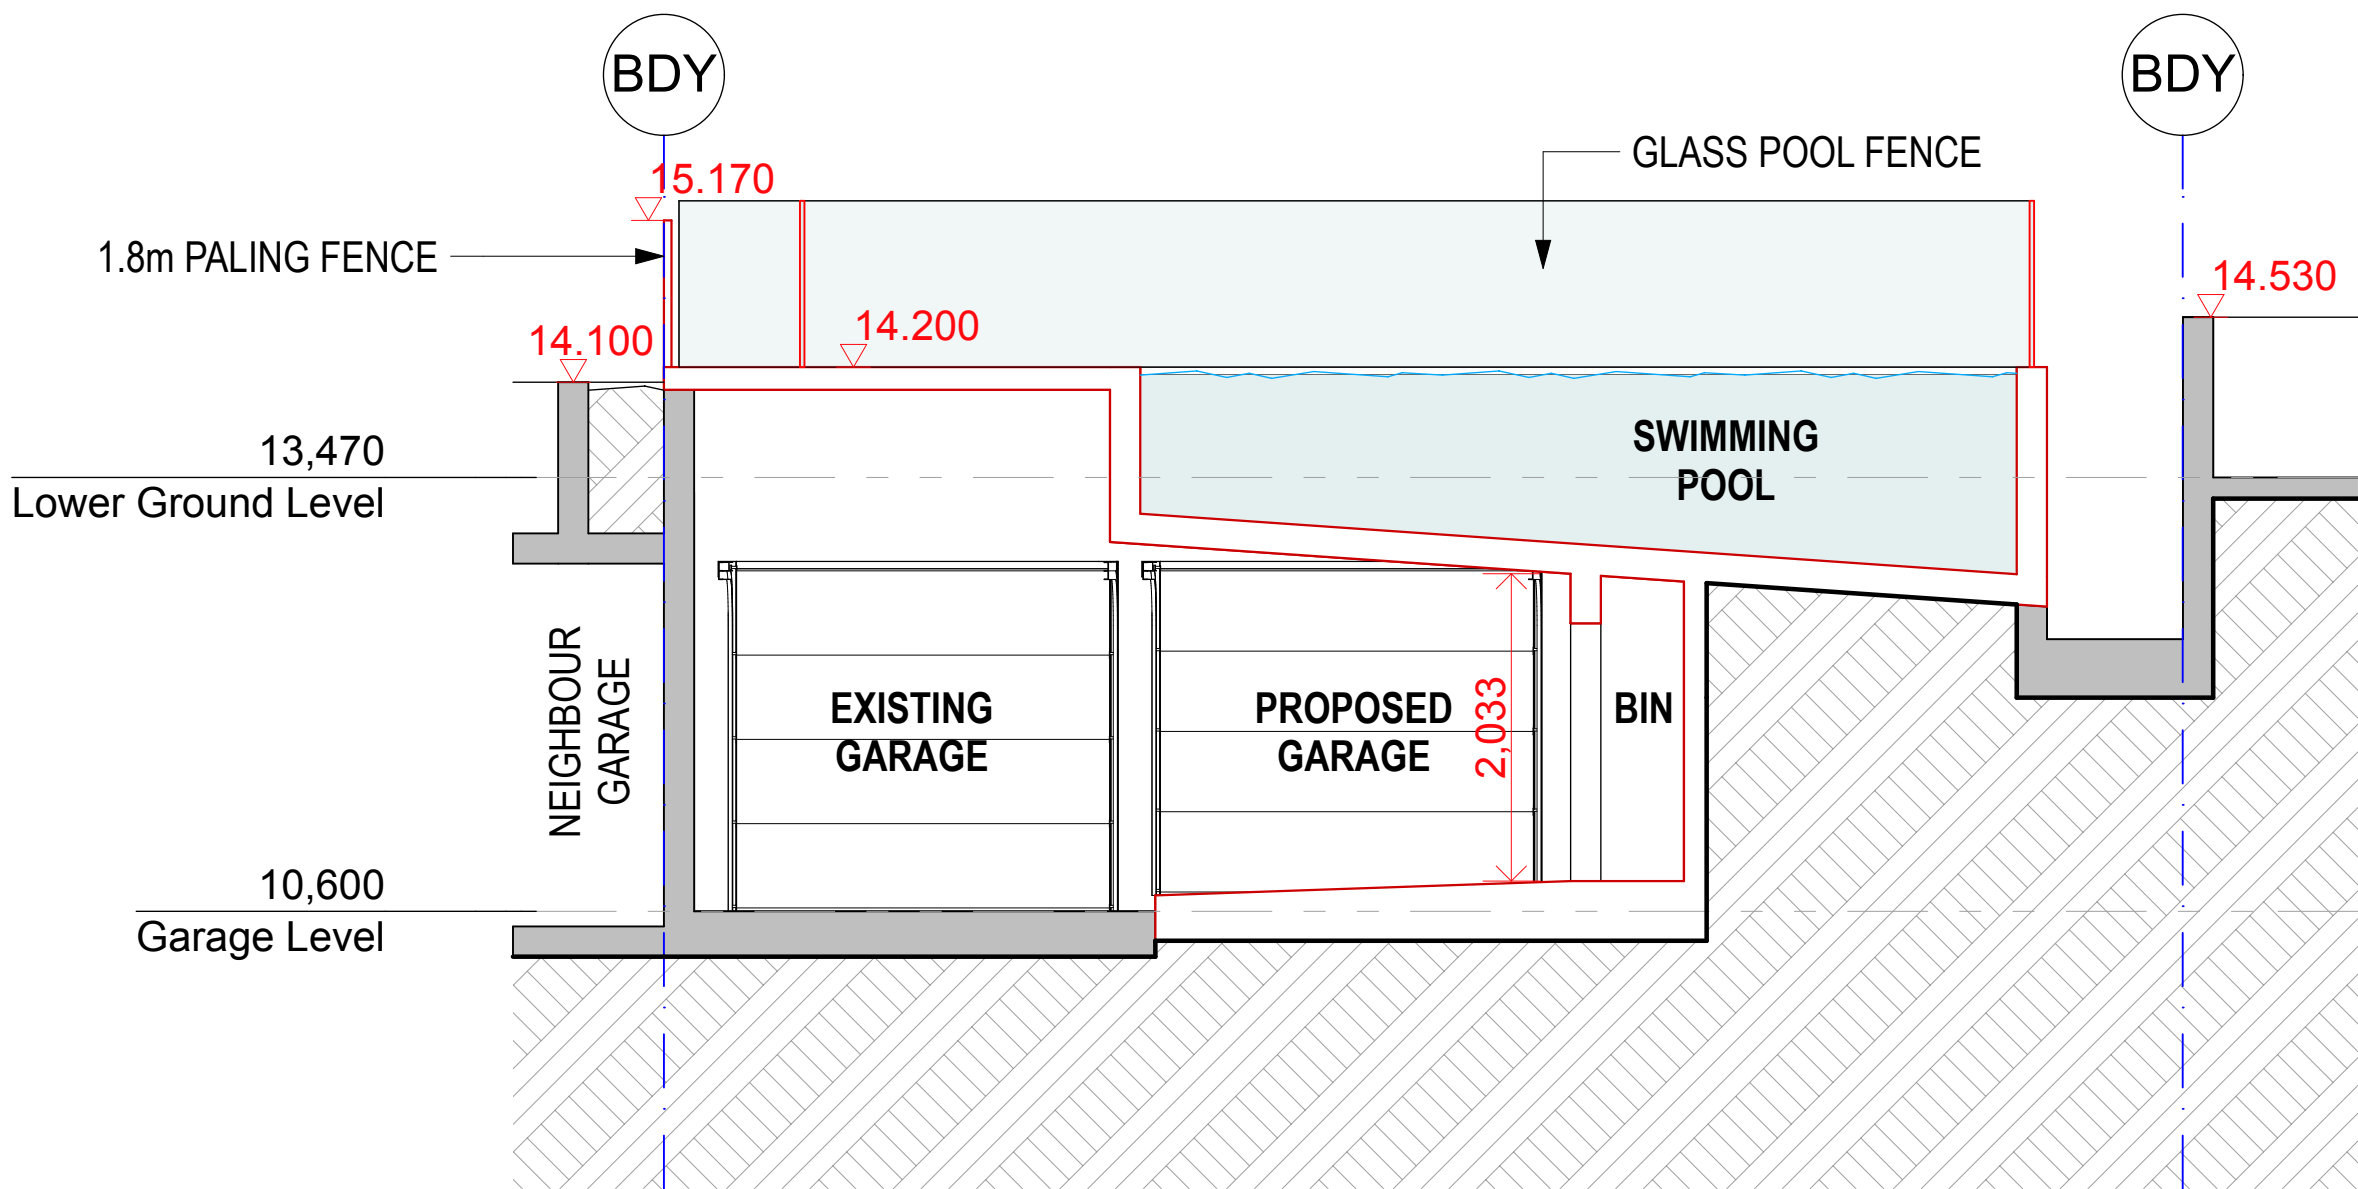 BDY
BDY
GLASS POOL FENCE
15.170
1.8m PALING FENCE
14.530
14.200
14.100
13,470
Lower Ground Level
SWIMMING
POOL
NEIGHBOUR
GARAGE
EXISTING
GARAGE
PROPOSED
GARAGE
2,033
BIN
10,600
Garage Level